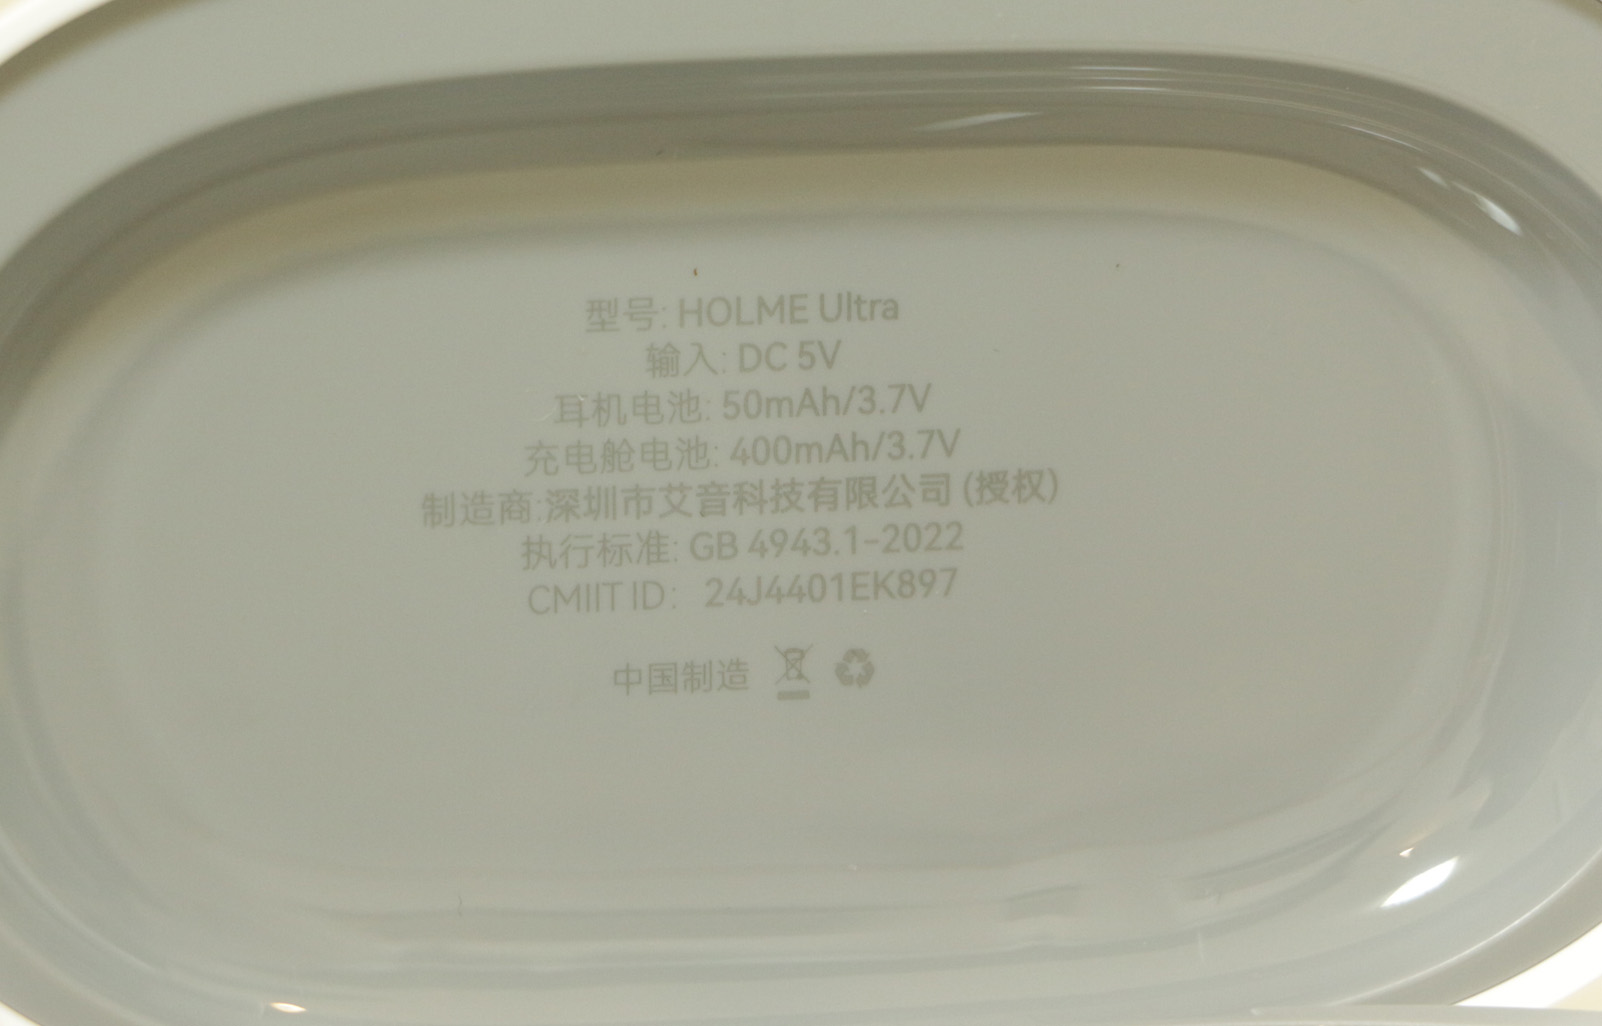 型号: HOLME Ultra
输入: DC 5V
耳机电池: 50mAh/3.7V
充电舱电池: 400mAh/3.7V
制造商:深圳市艾音科技有限公司 (授权)
执行标准: GB 4943.1-2022
CMIIT ID: 24J4401EK897
中国制造